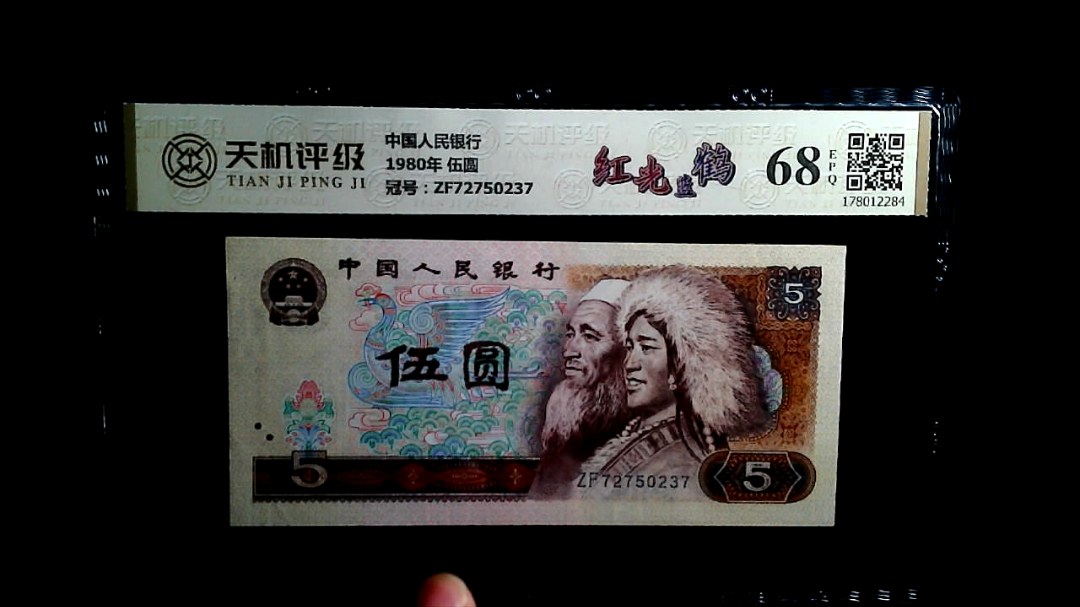 天机评级
TIAN JI PING JI
中国人民银行
1980年 伍圆
冠号：ZF72750237
红光蓝鹤
68
EPQ
178012284
中国人民银行
5
伍圆
5
ZF72750237
5